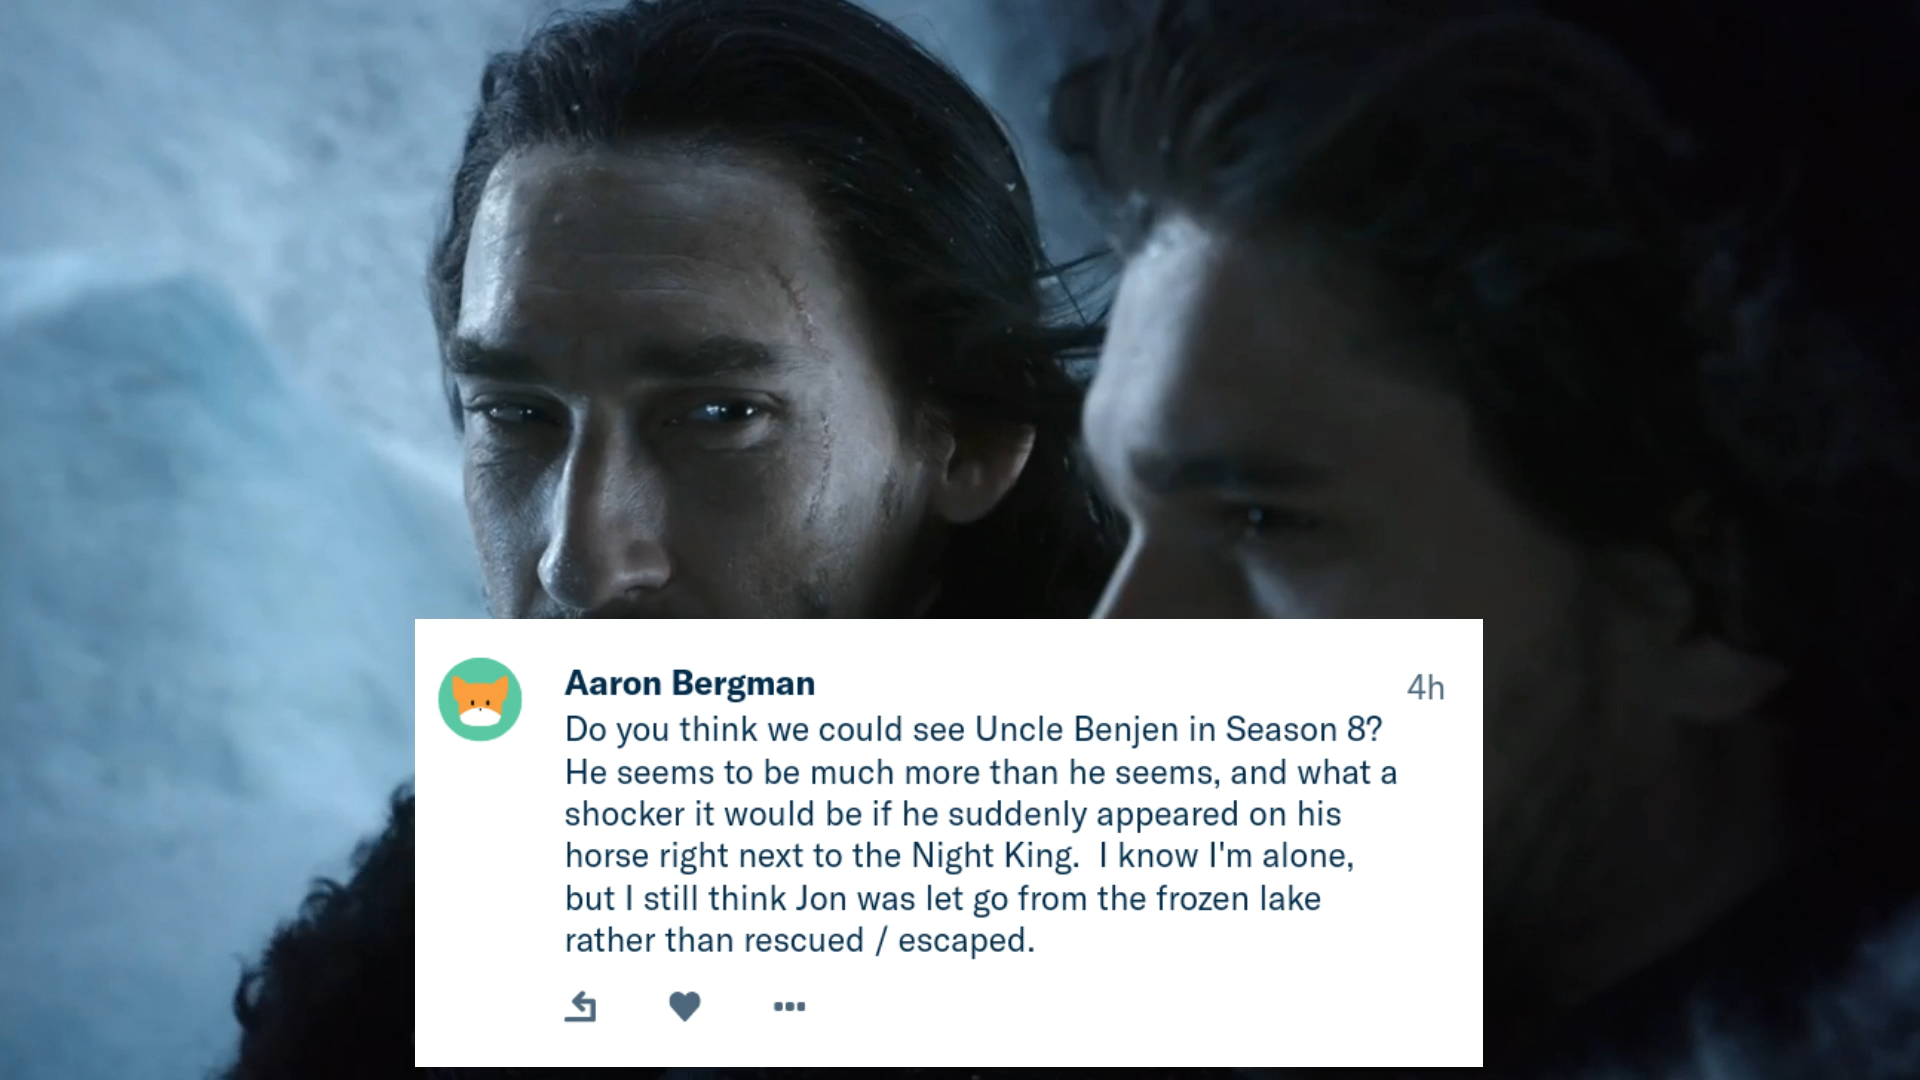 Aaron Bergman
4h
Do you think we could see Uncle Benjen in Season 8?
He seems to be much more than he seems, and what a
shocker it would be if he suddenly appeared on his
horse right next to the Night King.  I know I'm alone,
but I still think Jon was let go from the frozen lake
rather than rescued / escaped.